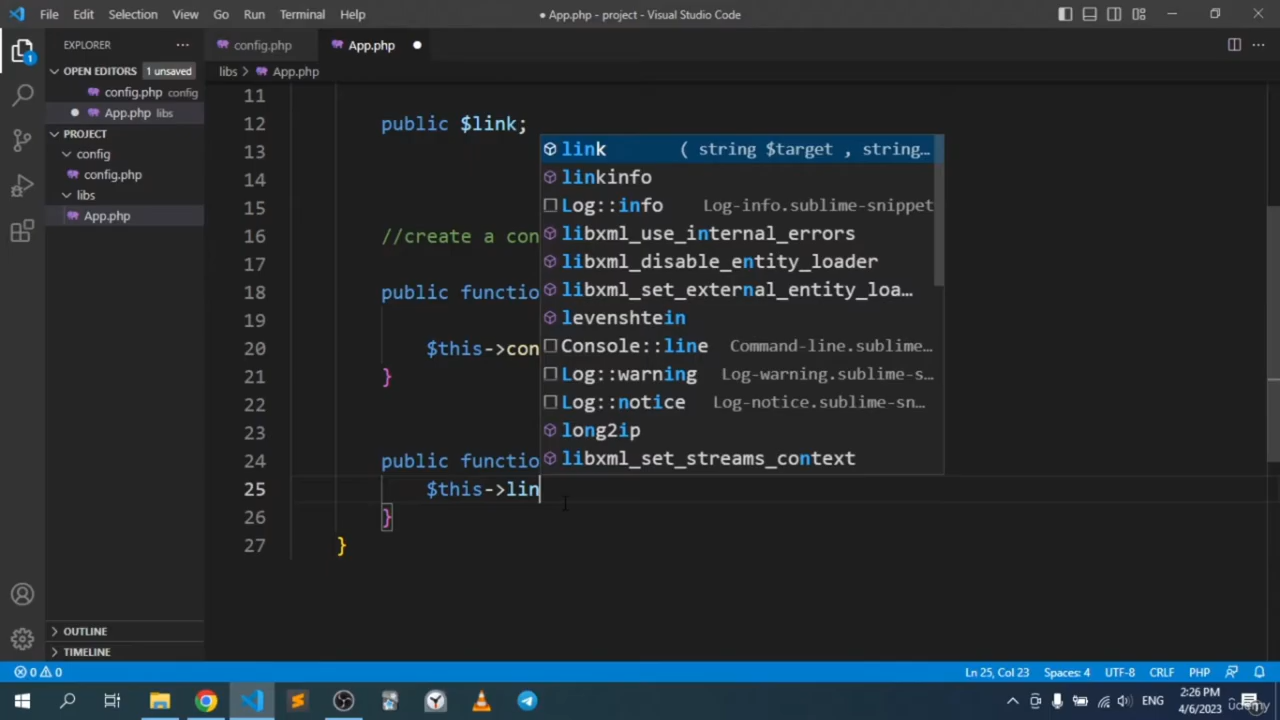 File Edit Selection View Go Run Terminal Help
● App.php - project - Visual Studio Code
EXPLORER
config.php
App.php
OPEN EDITORS 1 unsaved
libs > App.php
config.php config
App.php libs
PROJECT
config
config.php
libs
App.php
11
12 public $link;
13
14
15
16 //create a con
17
18 public functio
19
20 $this->con
21 }
22
23
24 public functio
25 $this->lin
26 }
27 }
link ( string $target , string…
linkinfo
Log::info Log-info.sublime-snippet
libxml_use_internal_errors
libxml_disable_entity_loader
libxml_set_external_entity_loa…
levenshtein
Console::line Command-line.sublime…
Log::warning Log-warning.sublime-s…
Log::notice Log-notice.sublime-sn…
long2ip
libxml_set_streams_context
OUTLINE
TIMELINE
1
0 0
Ln 25, Col 23 Spaces: 4 UTF-8 CRLF PHP
ENG
2:26 PM
4/6/2023
udemy